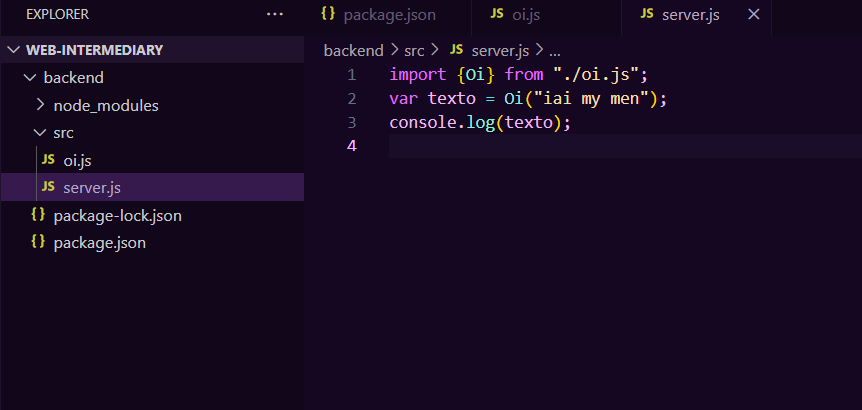 EXPLORER ...
WEB-INTERMEDIARY
backend
node_modules
src
JS oi.js
JS server.js
{} package-lock.json
{} package.json
{} package.json JS oi.js JS server.js ×
backend > src > JS server.js > ...
1 import {Oi} from "./oi.js";
2 var texto = Oi("iai my men");
3 console.log(texto);
4